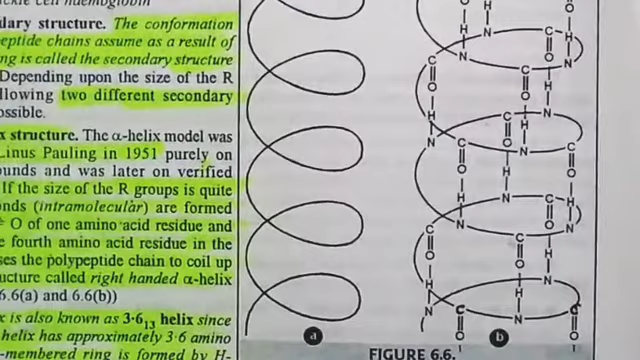 ckle cell haemoglobin
dary structure. The conformation
peptide chains assume as a result of
ng is called the secondary structure
Depending upon the size of the R
llowing two different secondary
ossible.
x structure. The α-helix model was
Linus Pauling in 1951 purely on
ounds and was later on verified
If the size of the R groups is quite
onds (intramolecular) are formed
= O of one amino acid residue and
e fourth amino acid residue in the
ses the polypeptide chain to coil up
ucture called right handed α-helix
6.6(a) and 6.6(b))
x is also known as 3·6₁₃ helix since
helix has approximately 3·6 amino
-membered ring is formed by H-
a
b
FIGURE 6.6.